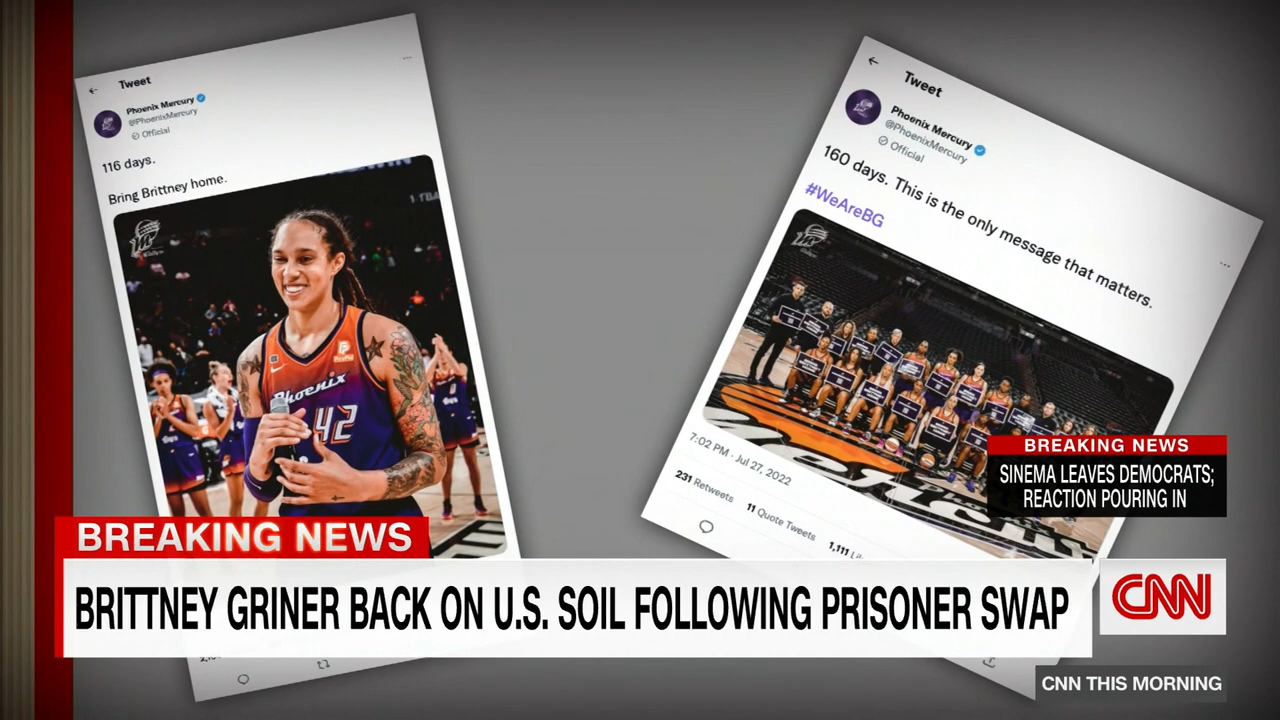 Tweet
Phoenix Mercury
@PhoenixMercury
Official
116 days.
Bring Brittney home.
PayPal
Phoenix
42
Tweet
Phoenix Mercury
@PhoenixMercury
Official
160 days. This is the only message that matters.
#WeAreBG
7:02 PM · Jul 27, 2022
231 Retweets 11 Quote Tweets 1,111
BREAKING NEWS
SINEMA LEAVES DEMOCRATS;
REACTION POURING IN
BREAKING NEWS
BRITTNEY GRINER BACK ON U.S. SOIL FOLLOWING PRISONER SWAP
CNN
CNN THIS MORNING